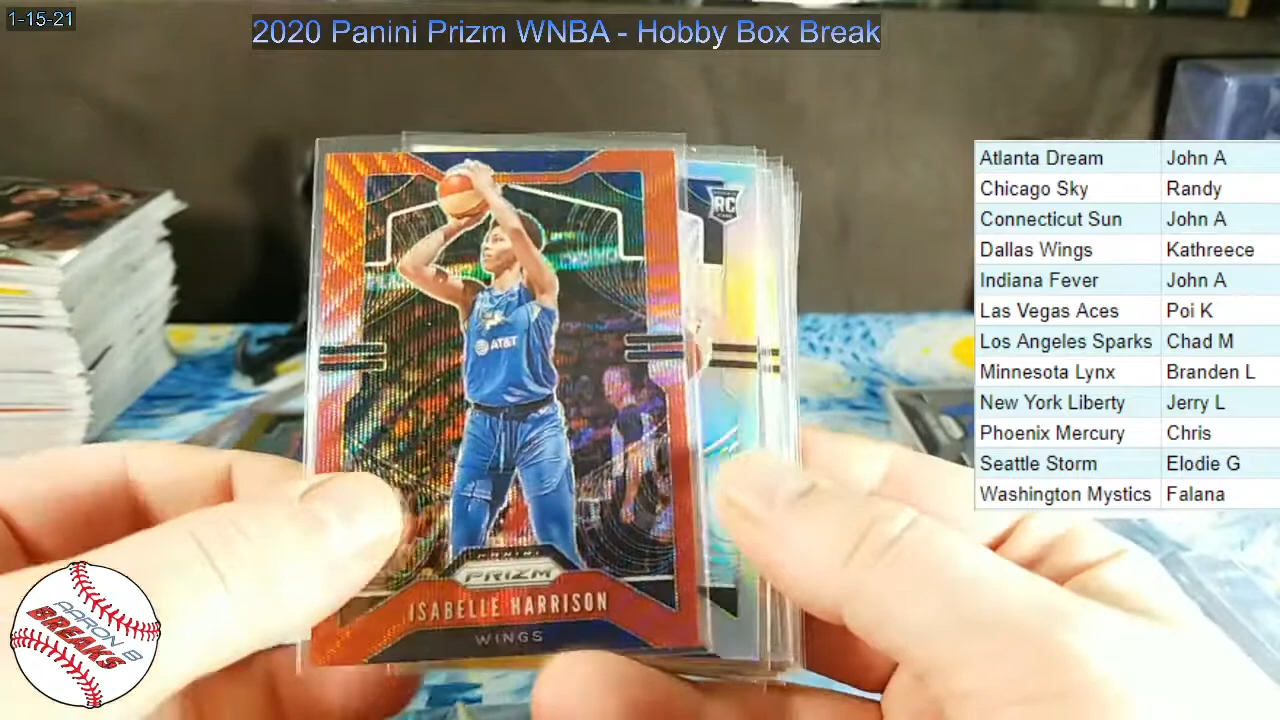 1-15-21
2020 Panini Prizm WNBA - Hobby Box Break
Atlanta Dream John A
Chicago Sky Randy
Connecticut Sun John A
Dallas Wings Kathreece
Indiana Fever John A
Las Vegas Aces Poi K
Los Angeles Sparks Chad M
Minnesota Lynx Branden L
New York Liberty Jerry L
Phoenix Mercury Chris
Seattle Storm Elodie G
Washington Mystics Falana
RC
AT&T
PANINI
PRIZM
ISABELLE HARRISON
WINGS
AARON B
BREAKS